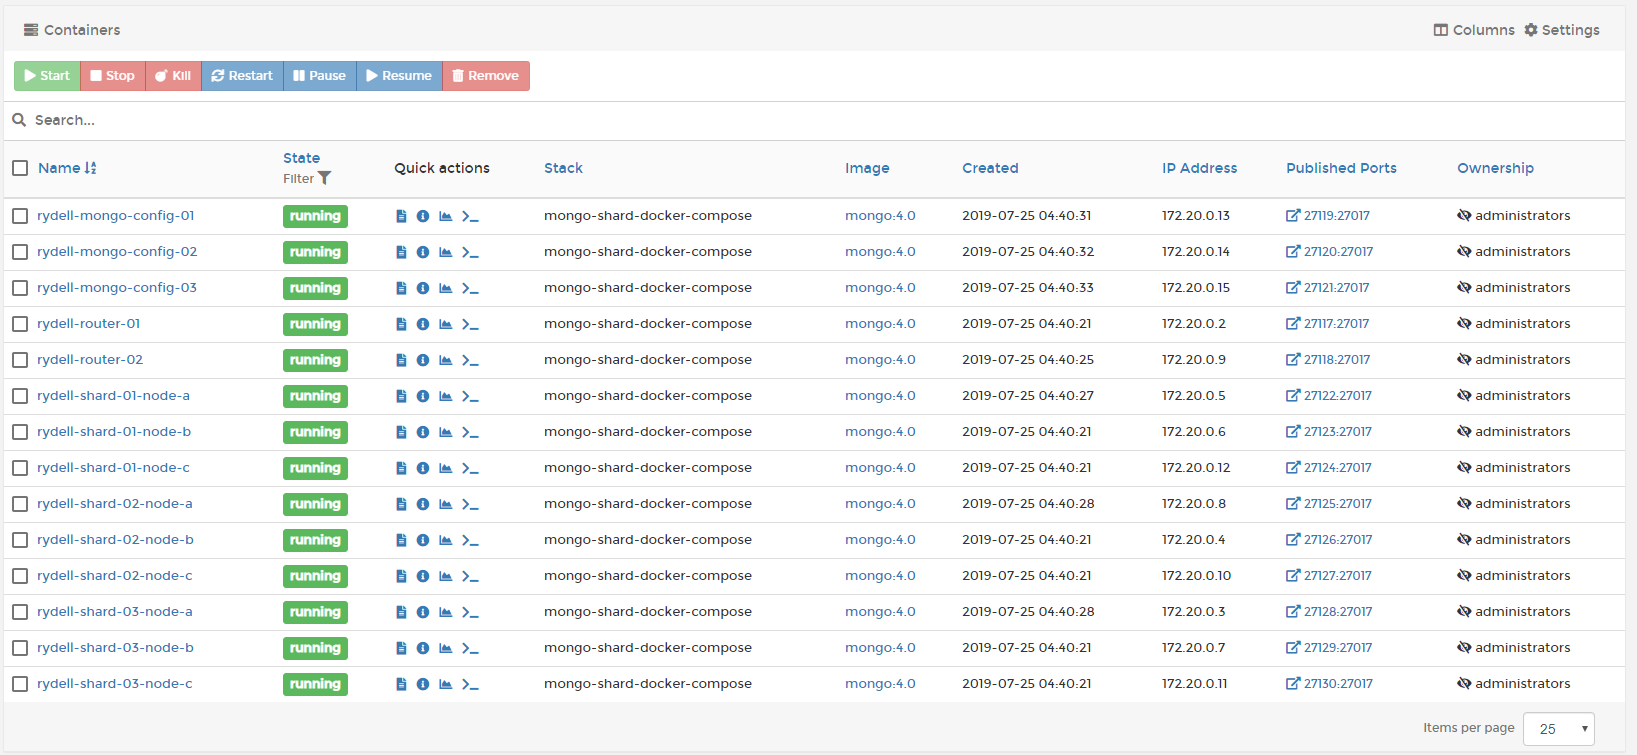 Containers Columns Settings
Start Stop Kill Restart Pause Resume Remove
Search...
Name State Filter Quick actions Stack Image Created IP Address Published Ports Ownership
rydell-mongo-config-01 running mongo-shard-docker-compose mongo:4.0 2019-07-25 04:40:31 172.20.0.13 27119:27017 administrators
rydell-mongo-config-02 running mongo-shard-docker-compose mongo:4.0 2019-07-25 04:40:32 172.20.0.14 27120:27017 administrators
rydell-mongo-config-03 running mongo-shard-docker-compose mongo:4.0 2019-07-25 04:40:33 172.20.0.15 27121:27017 administrators
rydell-router-01 running mongo-shard-docker-compose mongo:4.0 2019-07-25 04:40:21 172.20.0.2 27117:27017 administrators
rydell-router-02 running mongo-shard-docker-compose mongo:4.0 2019-07-25 04:40:25 172.20.0.9 27118:27017 administrators
rydell-shard-01-node-a running mongo-shard-docker-compose mongo:4.0 2019-07-25 04:40:27 172.20.0.5 27122:27017 administrators
rydell-shard-01-node-b running mongo-shard-docker-compose mongo:4.0 2019-07-25 04:40:21 172.20.0.6 27123:27017 administrators
rydell-shard-01-node-c running mongo-shard-docker-compose mongo:4.0 2019-07-25 04:40:21 172.20.0.12 27124:27017 administrators
rydell-shard-02-node-a running mongo-shard-docker-compose mongo:4.0 2019-07-25 04:40:28 172.20.0.8 27125:27017 administrators
rydell-shard-02-node-b running mongo-shard-docker-compose mongo:4.0 2019-07-25 04:40:21 172.20.0.4 27126:27017 administrators
rydell-shard-02-node-c running mongo-shard-docker-compose mongo:4.0 2019-07-25 04:40:21 172.20.0.10 27127:27017 administrators
rydell-shard-03-node-a running mongo-shard-docker-compose mongo:4.0 2019-07-25 04:40:28 172.20.0.3 27128:27017 administrators
rydell-shard-03-node-b running mongo-shard-docker-compose mongo:4.0 2019-07-25 04:40:21 172.20.0.7 27129:27017 administrators
rydell-shard-03-node-c running mongo-shard-docker-compose mongo:4.0 2019-07-25 04:40:21 172.20.0.11 27130:27017 administrators
Items per page 25